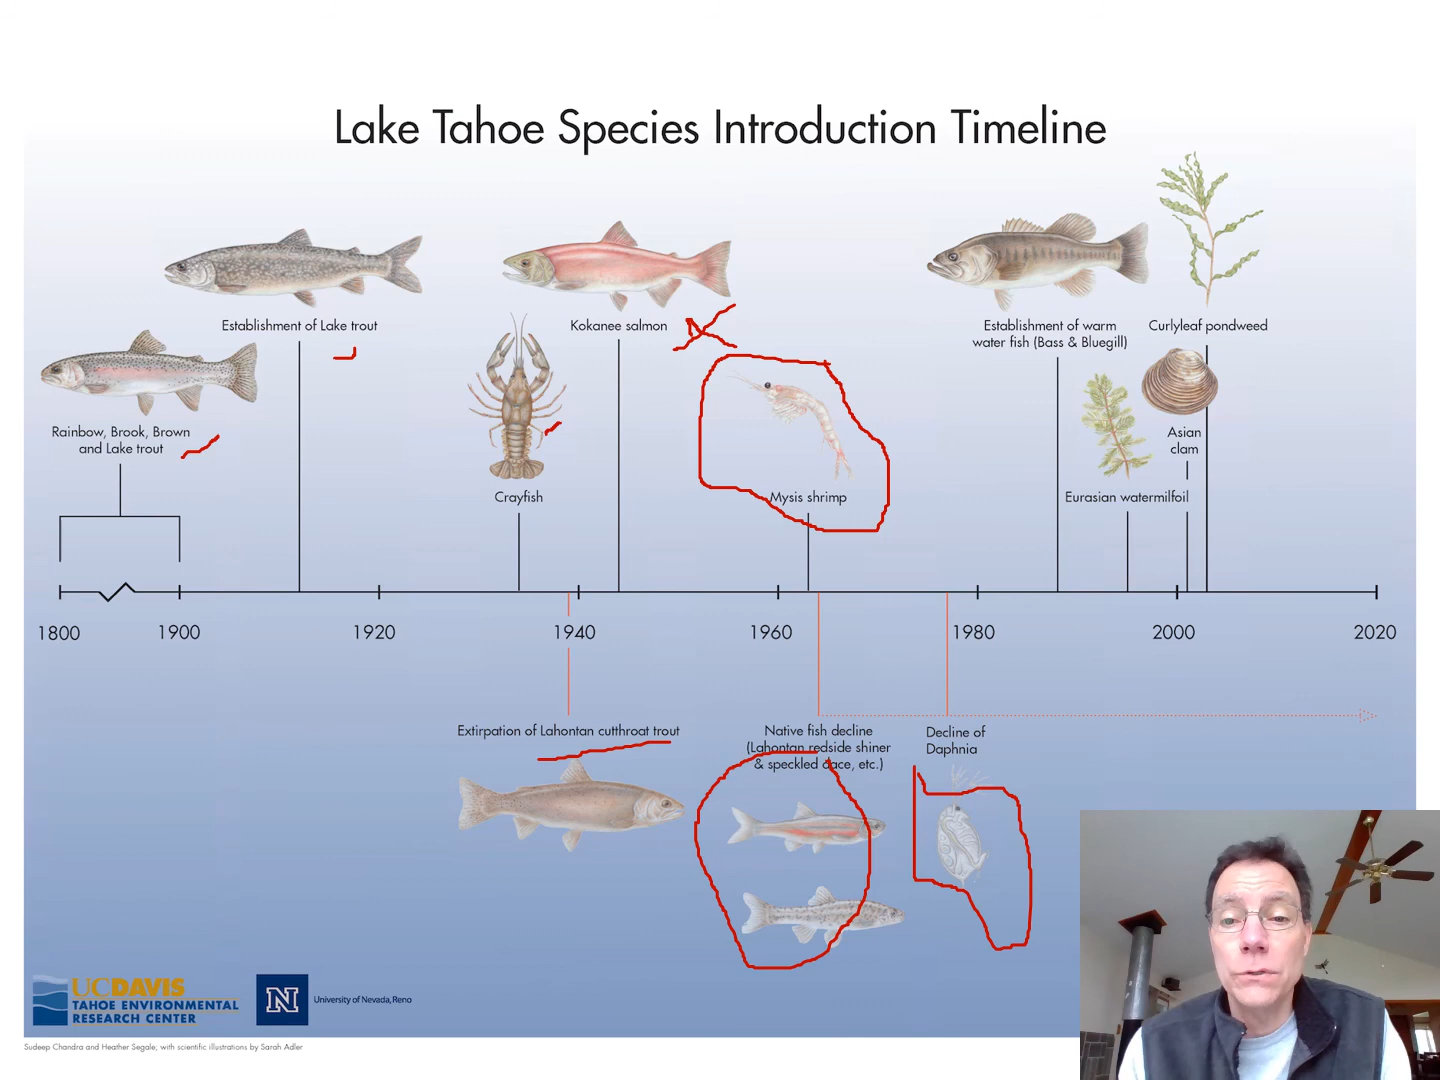 Lake Tahoe Species Introduction Timeline
Establishment of Lake trout
Kokanee salmon
Establishment of warm
water fish (Bass & Bluegill)
Curlyleaf pondweed
Rainbow, Brook, Brown
and Lake trout
Asian
clam
Crayfish
Mysis shrimp
Eurasian watermilfoil
1800
1900
1920
1940
1960
1980
2000
2020
Extirpation of Lahontan cutthroat trout
Native fish decline
(Lahontan redside shiner
& speckled dace, etc.)
Decline of
Daphnia
UCDAVIS
TAHOE ENVIRONMENTAL
RESEARCH CENTER
N
University of Nevada, Reno
Sudeep Chandra and Heather Segale; with scientific illustrations by Sarah Adler